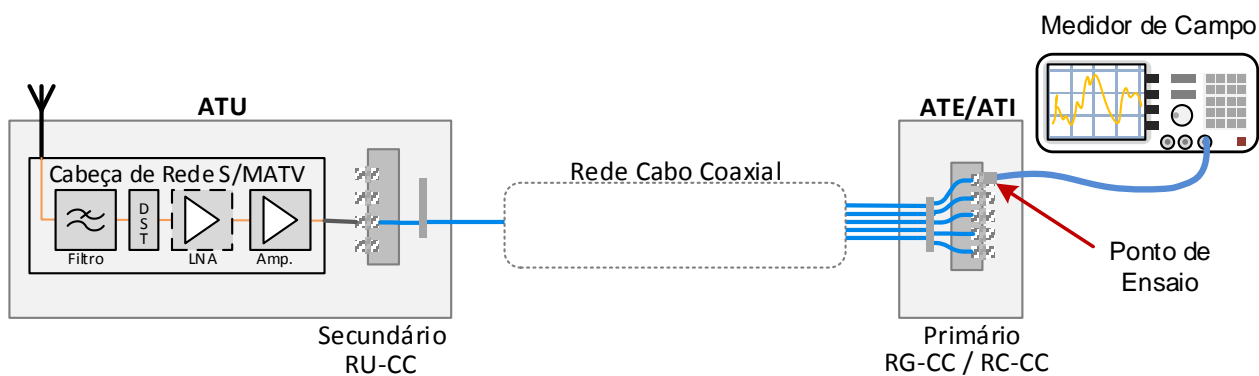 Medidor de Campo
ATU
ATE/ATI
Cabeça de Rede S/MATV
Rede Cabo Coaxial
D
S
T
Filtro
LNA
Amp.
Ponto de
Ensaio
Secundário
RU-CC
Primário
RG-CC / RC-CC